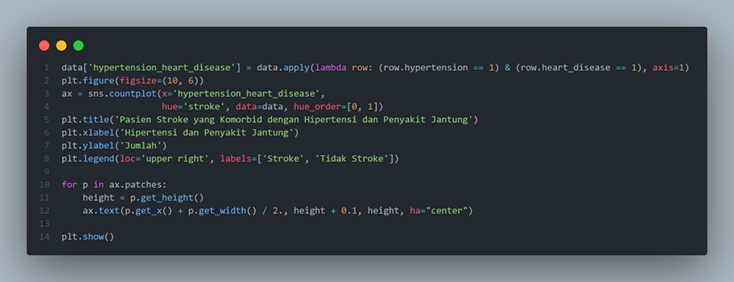 1 data['hypertension_heart_disease'] = data.apply(lambda row: (row.hypertension == 1) & (row.heart_disease == 1), axis=1)
2 plt.figure(figsize=(10, 6))
3 ax = sns.countplot(x='hypertension_heart_disease',
4                    hue='stroke', data=data, hue_order=[0, 1])
5 plt.title('Pasien Stroke yang Komorbid dengan Hipertensi dan Penyakit Jantung')
6 plt.xlabel('Hipertensi dan Penyakit Jantung')
7 plt.ylabel('Jumlah')
8 plt.legend(loc='upper right', labels=['Stroke', 'Tidak Stroke'])
9
10 for p in ax.patches:
11     height = p.get_height()
12     ax.text(p.get_x() + p.get_width() / 2., height + 0.1, height, ha="center")
13
14 plt.show()